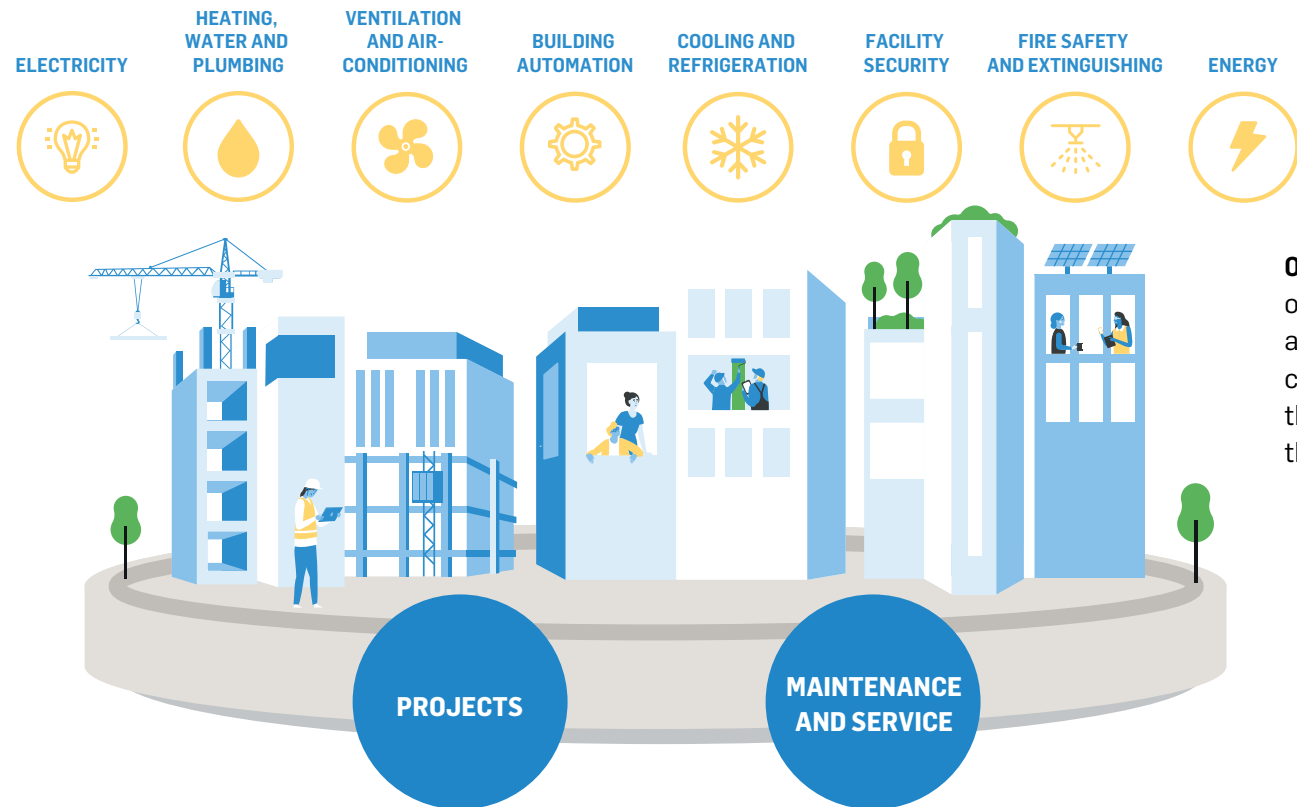 ELECTRICITY
HEATING,
WATER AND
PLUMBING
VENTILATION
AND AIR-
CONDITIONING
BUILDING
AUTOMATION
COOLING AND
REFRIGERATION
FACILITY
SECURITY
FIRE SAFETY
AND EXTINGUISHING
ENERGY
PROJECTS
MAINTENANCE
AND SERVICE